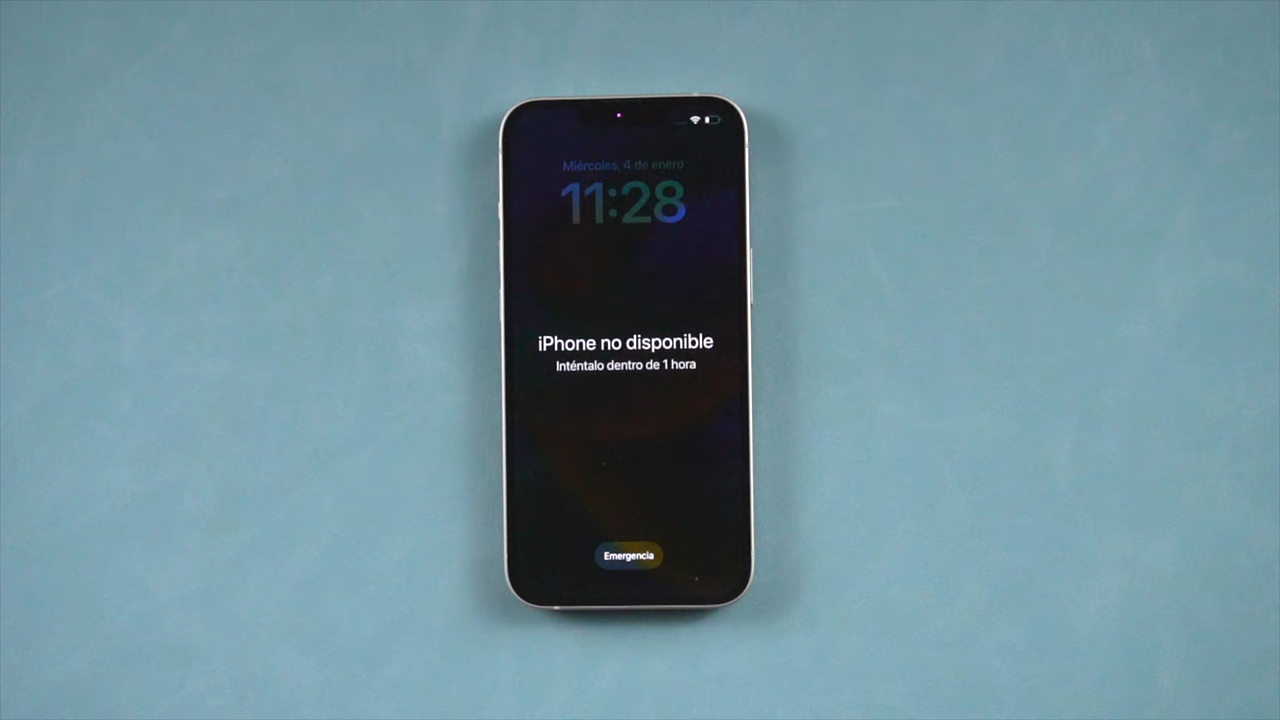 Miércoles, 4 de enero
11:28
iPhone no disponible
Inténtalo dentro de 1 hora
Emergencia